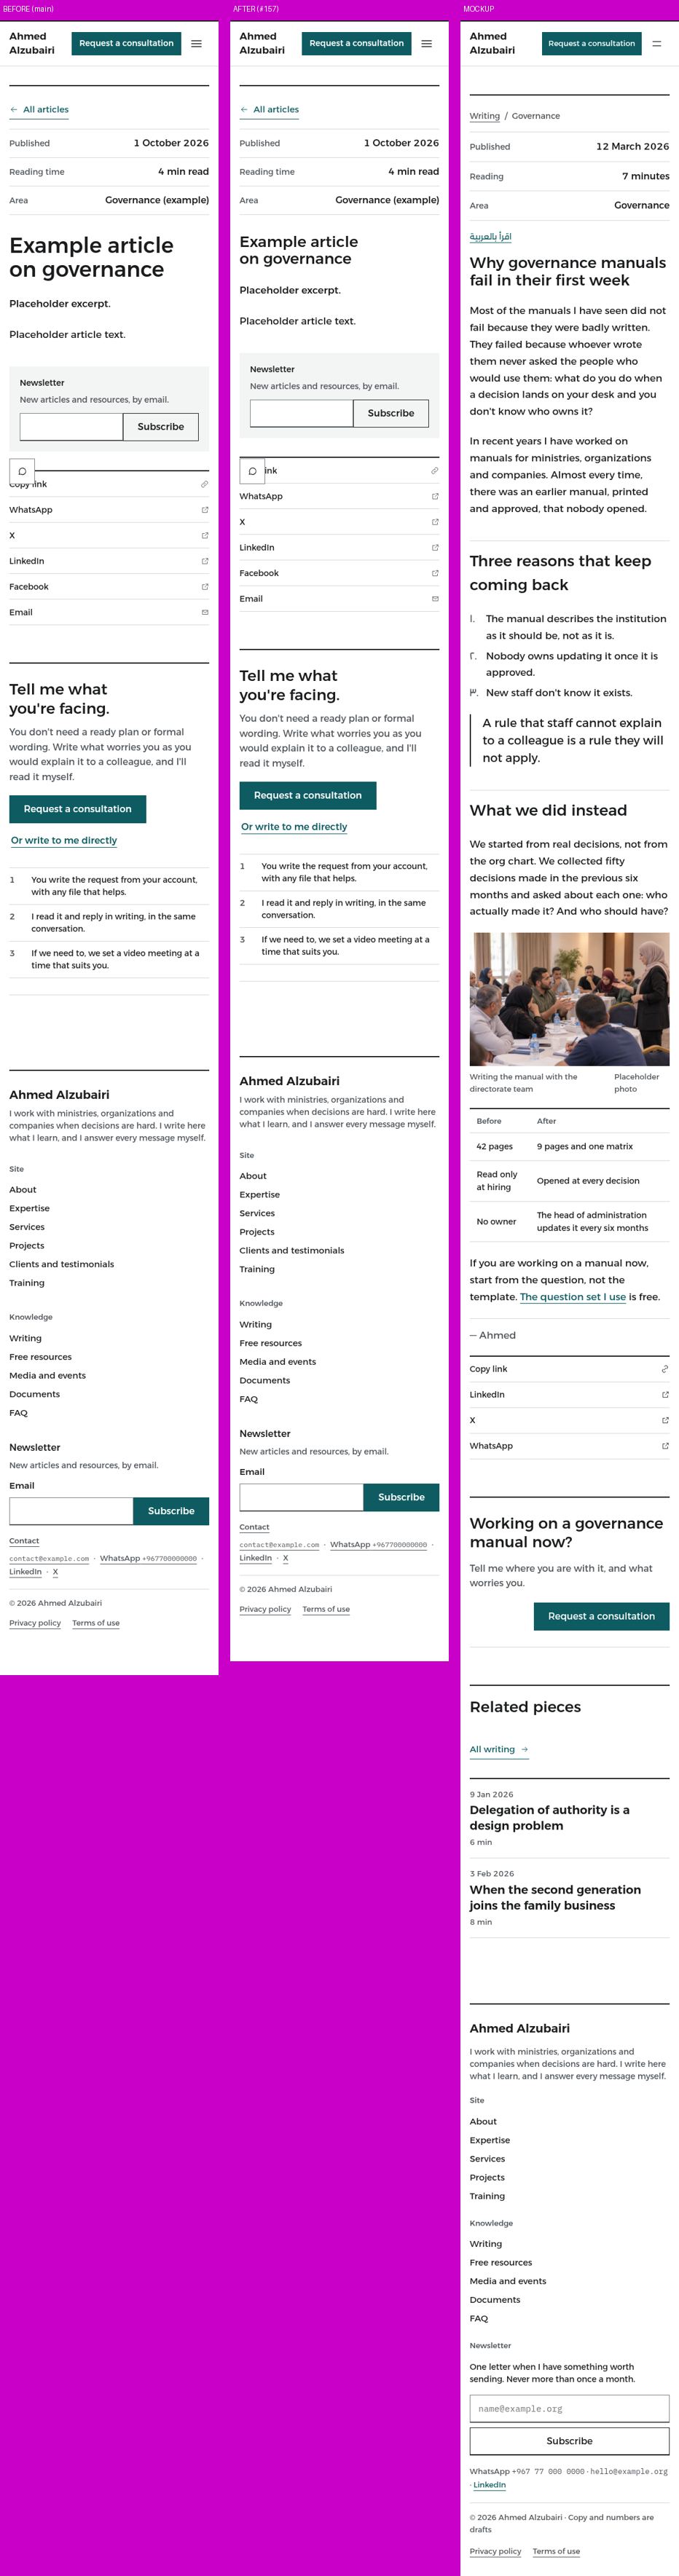 BEFORE (main)
Ahmed
Alzubairi
Request a consultation
← All articles
Published 1 October 2026
Reading time 4 min read
Area Governance (example)
Example article
on governance
Placeholder excerpt.
Placeholder article text.
Newsletter
New articles and resources, by email.
Subscribe
Copy link
WhatsApp
X
LinkedIn
Facebook
Email
Tell me what
you're facing.
You don't need a ready plan or formal
wording. Write what worries you as you
would explain it to a colleague, and I'll
read it myself.
Request a consultation
Or write to me directly
1 You write the request from your account,
with any file that helps.
2 I read it and reply in writing, in the same
conversation.
3 If we need to, we set a video meeting at a
time that suits you.
Ahmed Alzubairi
I work with ministries, organizations and
companies when decisions are hard. I write here
what I learn, and I answer every message myself.
Site
About
Expertise
Services
Projects
Clients and testimonials
Training
Knowledge
Writing
Free resources
Media and events
Documents
FAQ
Newsletter
New articles and resources, by email.
Email
Subscribe
Contact
contact@example.com · WhatsApp +967700000000 ·
LinkedIn · X
© 2026 Ahmed Alzubairi
Privacy policy Terms of use
AFTER (#157)
Ahmed
Alzubairi
Request a consultation
← All articles
Published 1 October 2026
Reading time 4 min read
Area Governance (example)
Example article
on governance
Placeholder excerpt.
Placeholder article text.
Newsletter
New articles and resources, by email.
Subscribe
ink
WhatsApp
X
LinkedIn
Facebook
Email
Tell me what
you're facing.
You don't need a ready plan or formal
wording. Write what worries you as you
would explain it to a colleague, and I'll
read it myself.
Request a consultation
Or write to me directly
1 You write the request from your account,
with any file that helps.
2 I read it and reply in writing, in the same
conversation.
3 If we need to, we set a video meeting at a
time that suits you.
Ahmed Alzubairi
I work with ministries, organizations and
companies when decisions are hard. I write here
what I learn, and I answer every message myself.
Site
About
Expertise
Services
Projects
Clients and testimonials
Training
Knowledge
Writing
Free resources
Media and events
Documents
FAQ
Newsletter
New articles and resources, by email.
Email
Subscribe
Contact
contact@example.com · WhatsApp +967700000000 ·
LinkedIn · X
© 2026 Ahmed Alzubairi
Privacy policy Terms of use
MOCKUP
Ahmed
Alzubairi
Request a consultation
Writing / Governance
Published 12 March 2026
Reading 7 minutes
Area Governance
اقرأ بالعربية
Why governance manuals
fail in their first week
Most of the manuals I have seen did not
fail because they were badly written.
They failed because whoever wrote
them never asked the people who
would use them: what do you do when
a decision lands on your desk and you
don't know who owns it?
In recent years I have worked on
manuals for ministries, organizations
and companies. Almost every time,
there was an earlier manual, printed
and approved, that nobody opened.
Three reasons that keep
coming back
١. The manual describes the institution
as it should be, not as it is.
٢. Nobody owns updating it once it is
approved.
٣. New staff don't know it exists.
A rule that staff cannot explain
to a colleague is a rule they will
not apply.
What we did instead
We started from real decisions, not from
the org chart. We collected fifty
decisions made in the previous six
months and asked about each one: who
actually made it? And who should have?
Writing the manual with the
directorate team
Placeholder
photo
Before After
42 pages 9 pages and one matrix
Read only
at hiring
Opened at every decision
No owner
The head of administration
updates it every six months
If you are working on a manual now,
start from the question, not the
template. The question set I use is free.
— Ahmed
Copy link
LinkedIn
X
WhatsApp
Working on a governance
manual now?
Tell me where you are with it, and what
worries you.
Request a consultation
Related pieces
All writing →
9 Jan 2026
Delegation of authority is a
design problem
6 min
3 Feb 2026
When the second generation
joins the family business
8 min
Ahmed Alzubairi
I work with ministries, organizations and
companies when decisions are hard. I write here
what I learn, and I answer every message myself.
Site
About
Expertise
Services
Projects
Training
Knowledge
Writing
Free resources
Media and events
Documents
FAQ
Newsletter
One letter when I have something worth
sending. Never more than once a month.
name@example.org
Subscribe
WhatsApp +967 77 000 0000 · hello@example.org
· LinkedIn
© 2026 Ahmed Alzubairi · Copy and numbers are
drafts
Privacy policy Terms of use